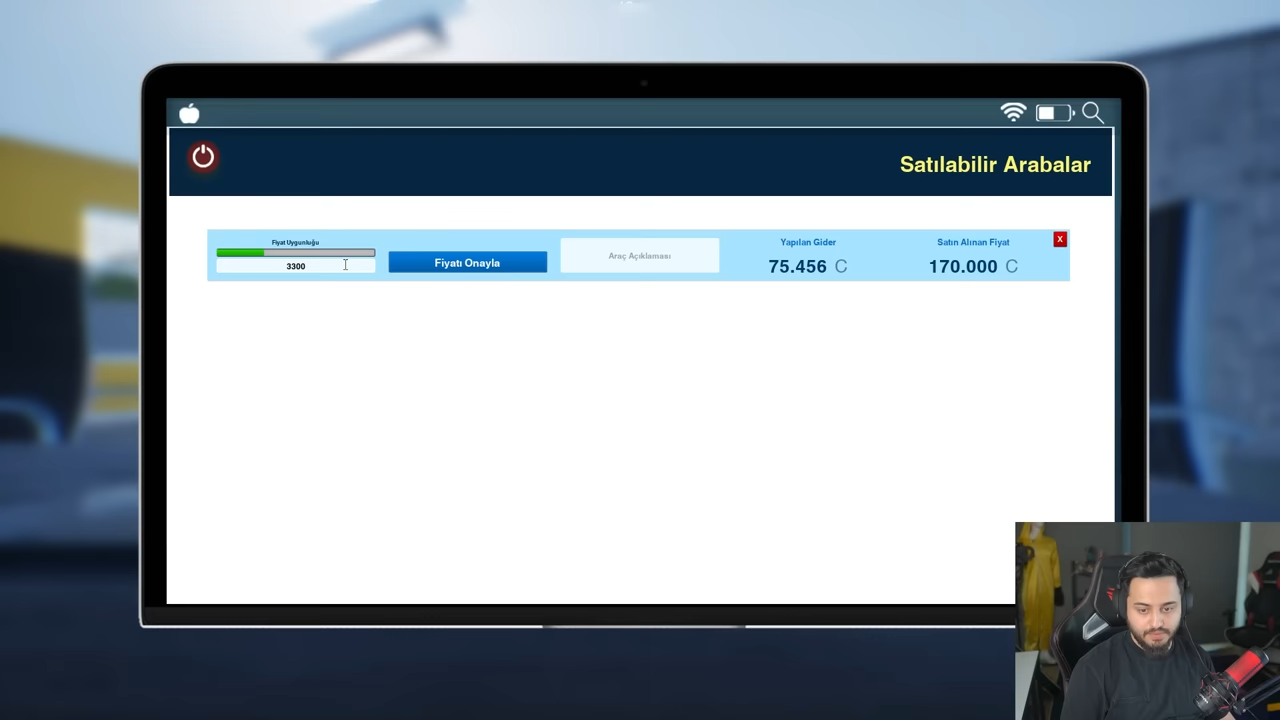 Satılabilir Arabalar
Fiyat Uygunluğu
3300
Fiyatı Onayla
Araç Açıklaması
Yapılan Gider
75.456 C
Satın Alınan Fiyat
170.000 C
X